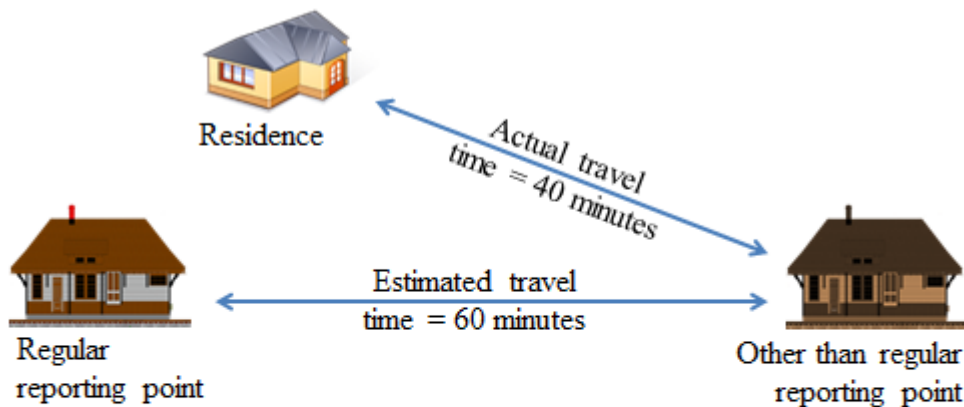 Residence
Actual travel
time = 40 minutes
Estimated travel
time = 60 minutes
Regular
reporting point
Other than regular
reporting point